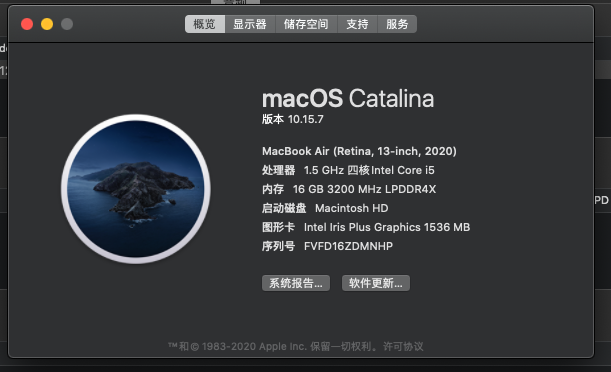 概览 显示器 储存空间 支持 服务
macOS Catalina
版本 10.15.7
MacBook Air (Retina, 13-inch, 2020)
处理器 1.5 GHz 四核Intel Core i5
内存 16 GB 3200 MHz LPDDR4X
启动磁盘 Macintosh HD
PD
图形卡 Intel Iris Plus Graphics 1536 MB
序列号 FVFD16ZDMNHP
系统报告... 软件更新...
™和© 1983-2020 Apple Inc. 保留一切权利。许可协议